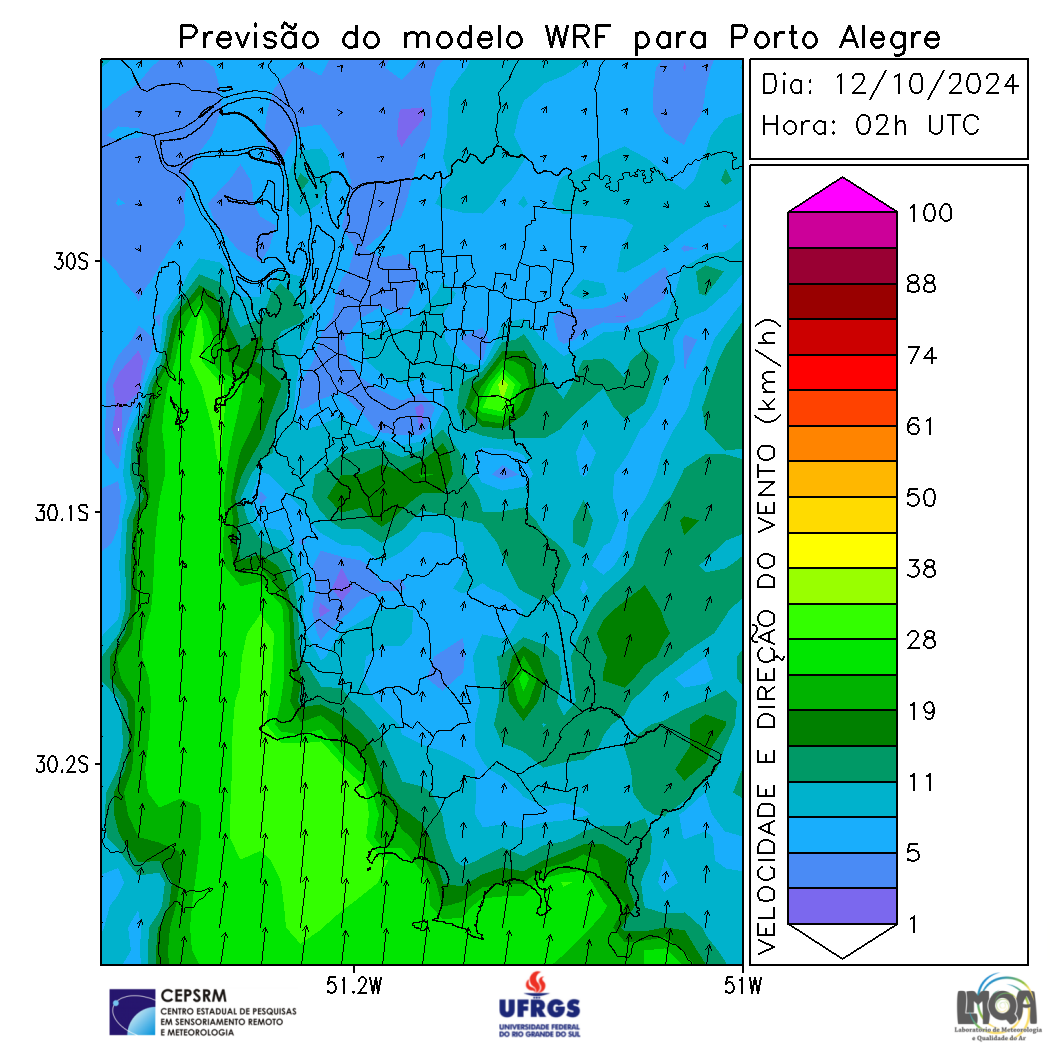 Previsão do modelo WRF para Porto Alegre
Dia: 12/10/2024
Hora: 02h UTC
30S
30.1S
30.2S
51.2W
51W
VELOCIDADE E DIREÇÃO DO VENTO (km/h)
100
88
74
61
50
38
28
19
11
5
1
CEPSRM
CENTRO ESTADUAL DE PESQUISAS
EM SENSORIAMENTO REMOTO
E METEOROLOGIA
UFRGS
UNIVERSIDADE FEDERAL
DO RIO GRANDE DO SUL
LMQA
Laboratório de Meteorologia
e Qualidade do Ar